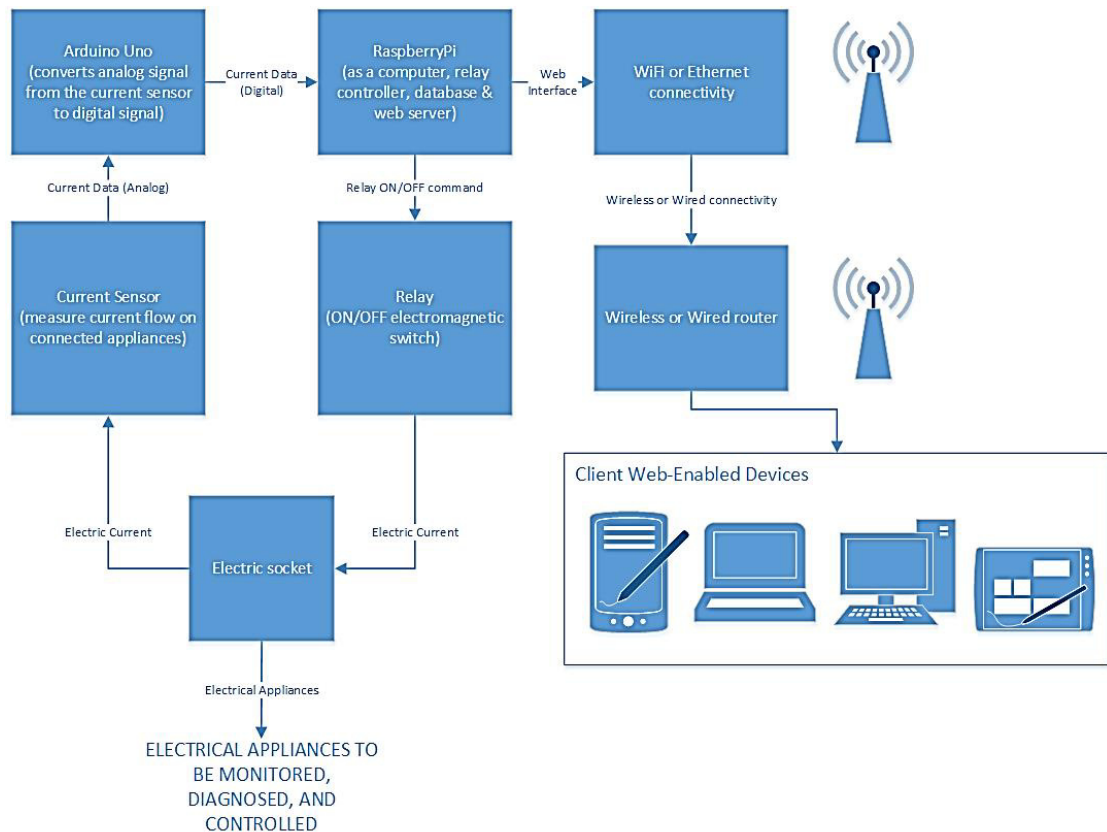 Arduino Uno
(converts analog signal
from the current sensor
to digital signal)
Current Data
(Digital)
RaspberryPi
(as a computer, relay
controller, database &
web server)
Web
Interface
WiFi or Ethernet
connectivity
Current Data (Analog)
Relay ON/OFF command
Wireless or Wired connectivity
Current Sensor
(measure current flow on
connected appliances)
Relay
(ON/OFF electromagnetic
switch)
Wireless or Wired router
Client Web-Enabled Devices
Electric Current
Electric socket
Electric Current
Electrical Appliances
ELECTRICAL APPLIANCES TO
BE MONITORED,
DIAGNOSED, AND
CONTROLLED